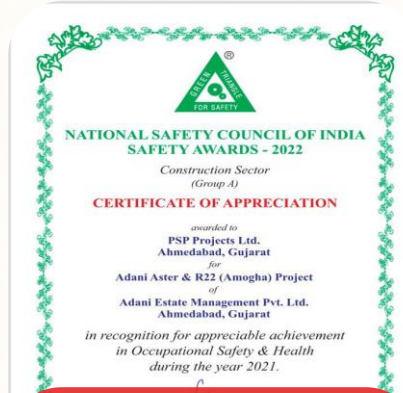 ®
GREEN TRIANGLE
FOR SAFETY
NATIONAL SAFETY COUNCIL OF INDIA
SAFETY AWARDS - 2022
Construction Sector
(Group A)
CERTIFICATE OF APPRECIATION
awarded to
PSP Projects Ltd.
Ahmedabad, Gujarat
for
Adani Aster & R22 (Amogha) Project
of
Adani Estate Management Pvt. Ltd.
Ahmedabad, Gujarat
in recognition for appreciable achievement
in Occupational Safety & Health
during the year 2021.